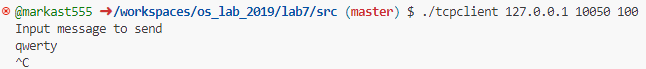 @markast555 ➜/workspaces/os_lab_2019/lab7/src (master) $ ./tcpclient 127.0.0.1 10050 100
Input message to send
qwerty
^C